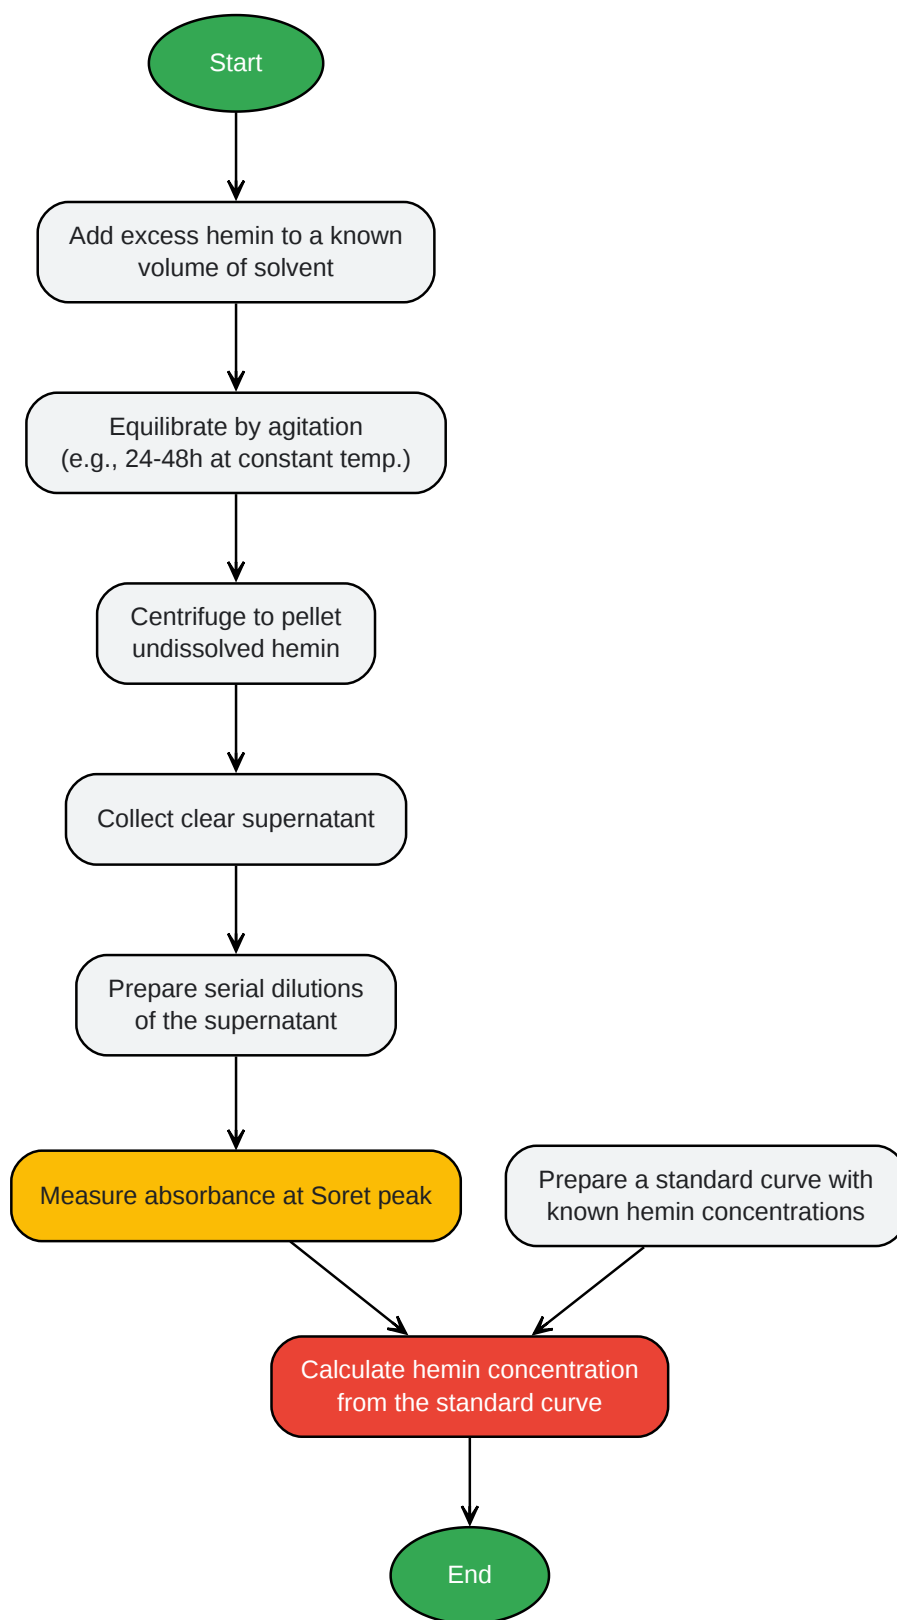 Start
Add excess hemin to a known
volume of solvent
Equilibrate by agitation
(e.g., 24-48h at constant temp.)
Centrifuge to pellet
undissolved hemin
Collect clear supernatant
Prepare serial dilutions
of the supernatant
Measure absorbance at Soret peak
Prepare a standard curve with
known hemin concentrations
Calculate hemin concentration
from the standard curve
End